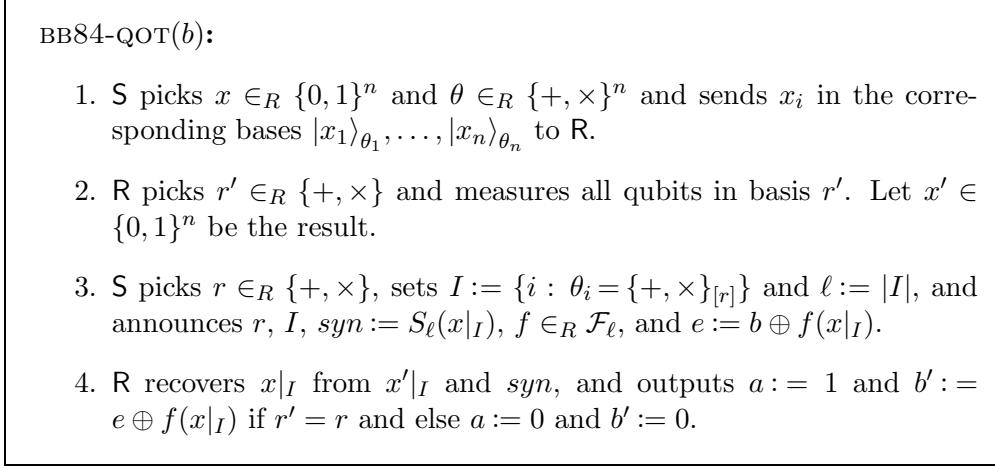 BB84-QOT(b):
1. S picks x ∈_R {0, 1}^n and θ ∈_R {+, ×}^n and sends x_i in the corre-
sponding bases |x_1⟩_{θ_1}, . . . , |x_n⟩_{θ_n} to R.
2. R picks r′ ∈_R {+, ×} and measures all qubits in basis r′. Let x′ ∈
{0, 1}^n be the result.
3. S picks r ∈_R {+, ×}, sets I := {i : θ_i = {+, ×}_{[r]}} and ℓ := |I|, and
announces r, I, syn := S_ℓ(x|_I), f ∈_R F_ℓ, and e := b ⊕ f(x|_I).
4. R recovers x|_I from x′|_I and syn, and outputs a := 1 and b′ :=
e ⊕ f(x|_I) if r′ = r and else a := 0 and b′ := 0.